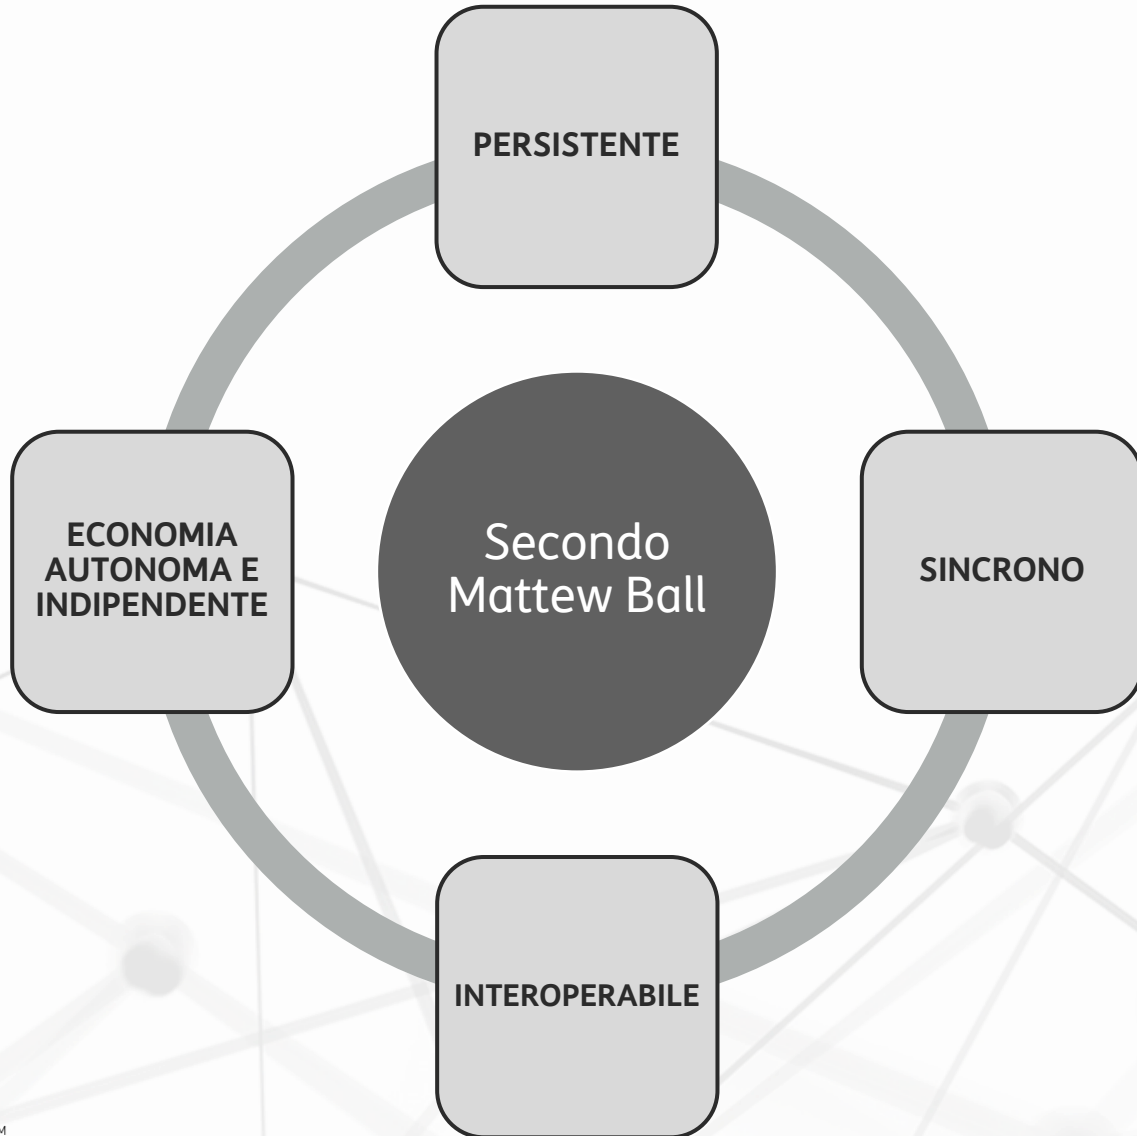 PERSISTENTE
ECONOMIA
AUTONOMA E
INDIPENDENTE
Secondo
Mattew Ball
SINCRONO
INTEROPERABILE
M